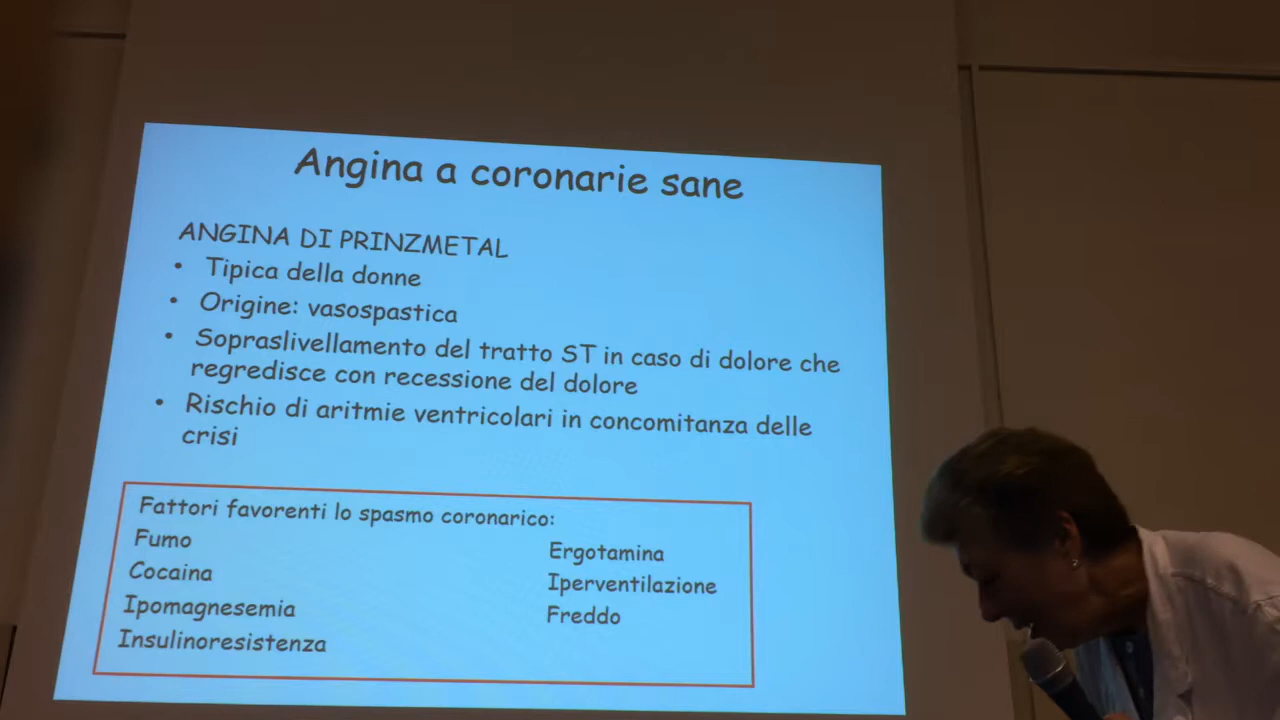 Angina a coronarie sane
ANGINA DI PRINZMETAL
• Tipica della donne
• Origine: vasospastica
• Sopraslivellamento del tratto ST in caso di dolore che
regredisce con recessione del dolore
• Rischio di aritmie ventricolari in concomitanza delle
crisi
Fattori favorenti lo spasmo coronarico:
Fumo
Cocaina
Ipomagnesemia
Insulinoresistenza
Ergotamina
Iperventilazione
Freddo